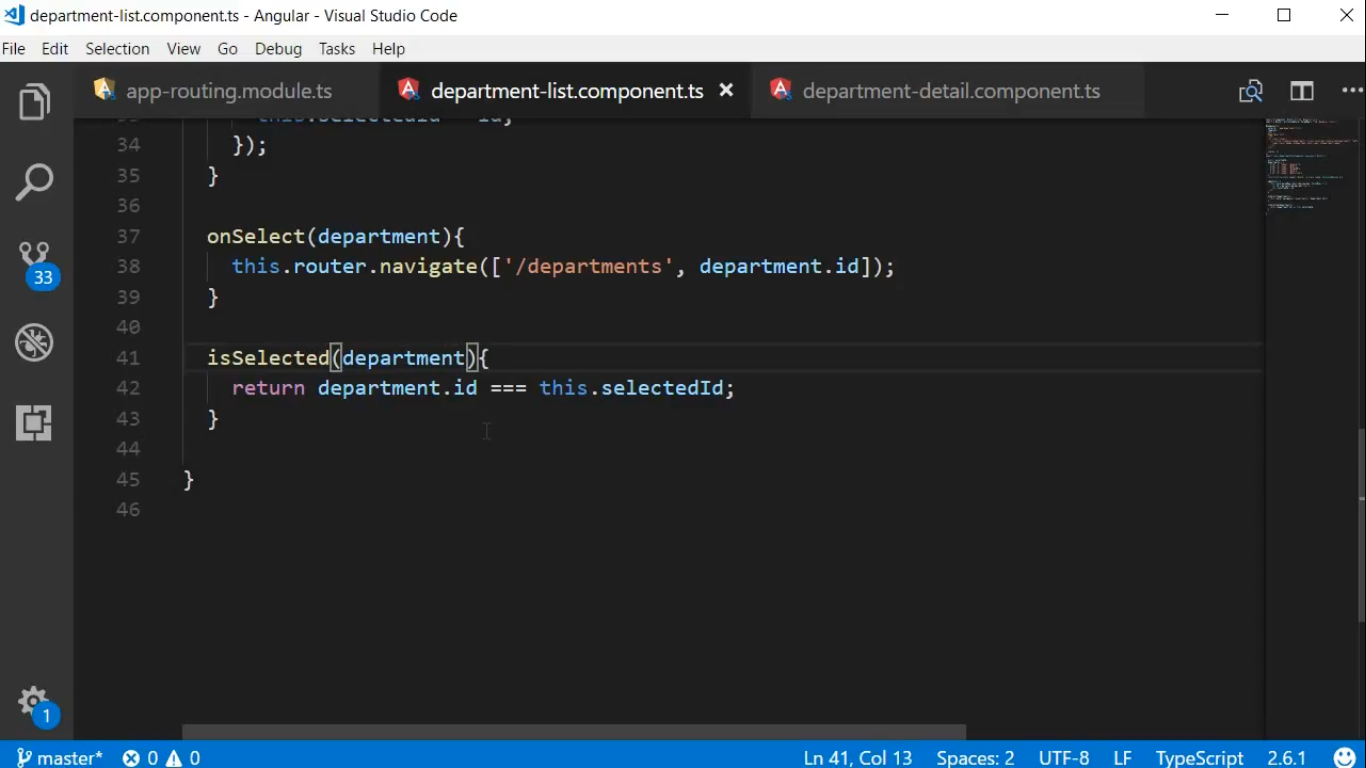 department-list.component.ts - Angular - Visual Studio Code
File Edit Selection View Go Debug Tasks Help
app-routing.module.ts department-list.component.ts department-detail.component.ts
34 });
35 }
36
37 onSelect(department){
38 this.router.navigate(['/departments', department.id]);
39 }
40
41 isSelected(department){
42 return department.id === this.selectedId;
43 }
44
45 }
46
33
1
master* 0 0 Ln 41, Col 13 Spaces: 2 UTF-8 LF TypeScript 2.6.1